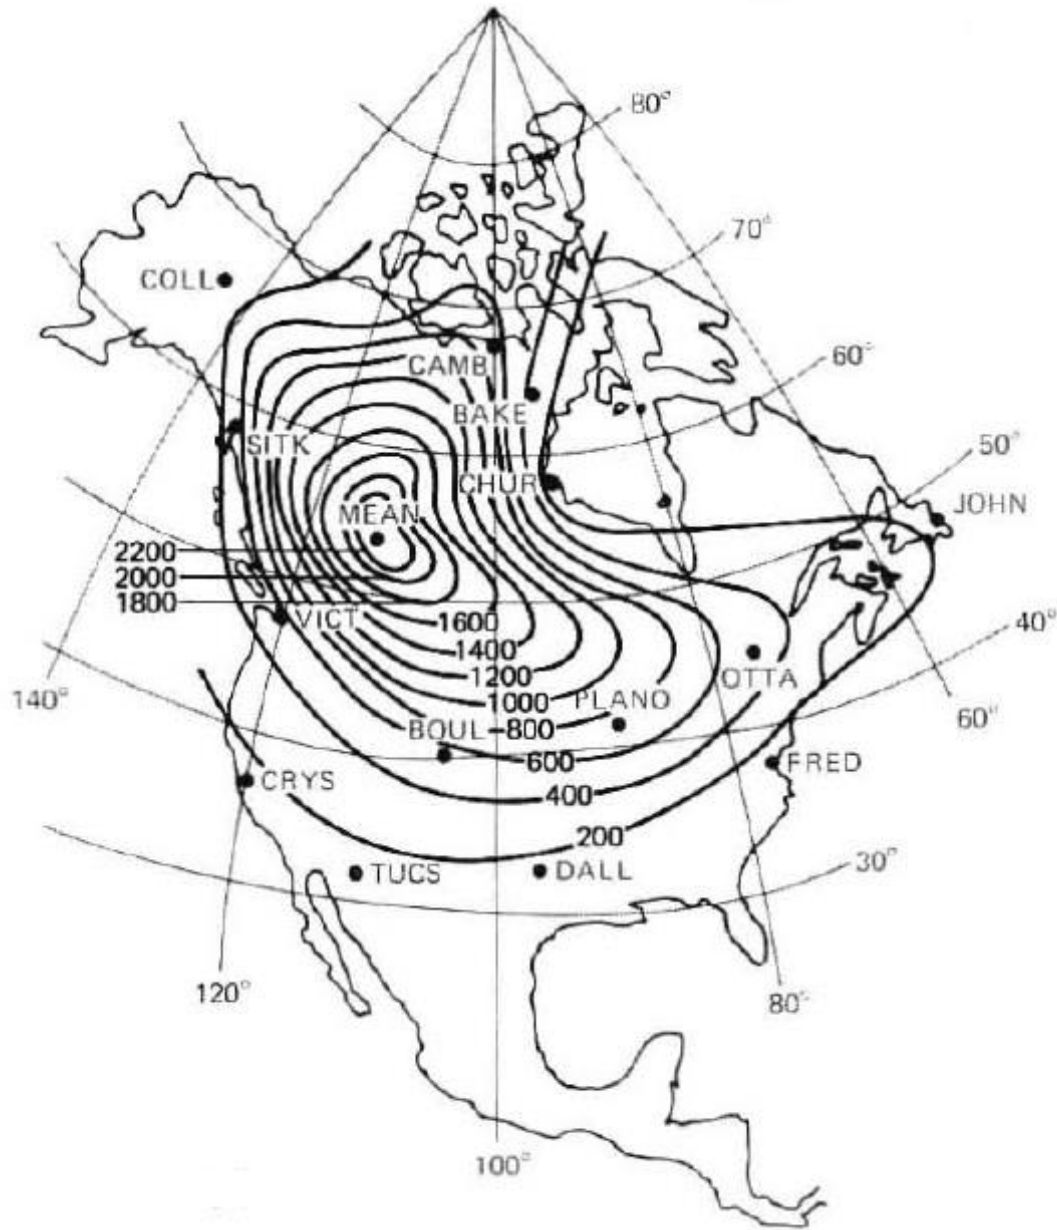 80°
70°
COLL
60°
CAMB
BAKE
SITK
50°
CHUR
JOHN
MEAN
2200
2000
1800
VICT
1600
40°
1400
1200
OTTA
140°
1000
PLANO
60°
BOUL
800
600
FRED
CRYS
400
200
30°
TUCS
DALL
120°
80°
100°